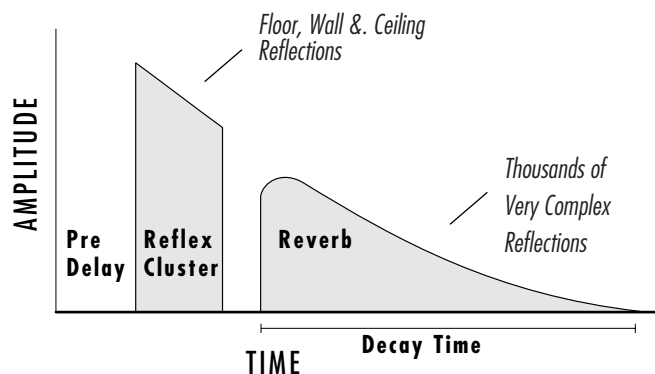 Floor, Wall &. Ceiling
Reflections
AMPLITUDE
Thousands of
Very Complex
Reflections
Pre
Delay
Reflex
Cluster
Reverb
Decay Time
TIME